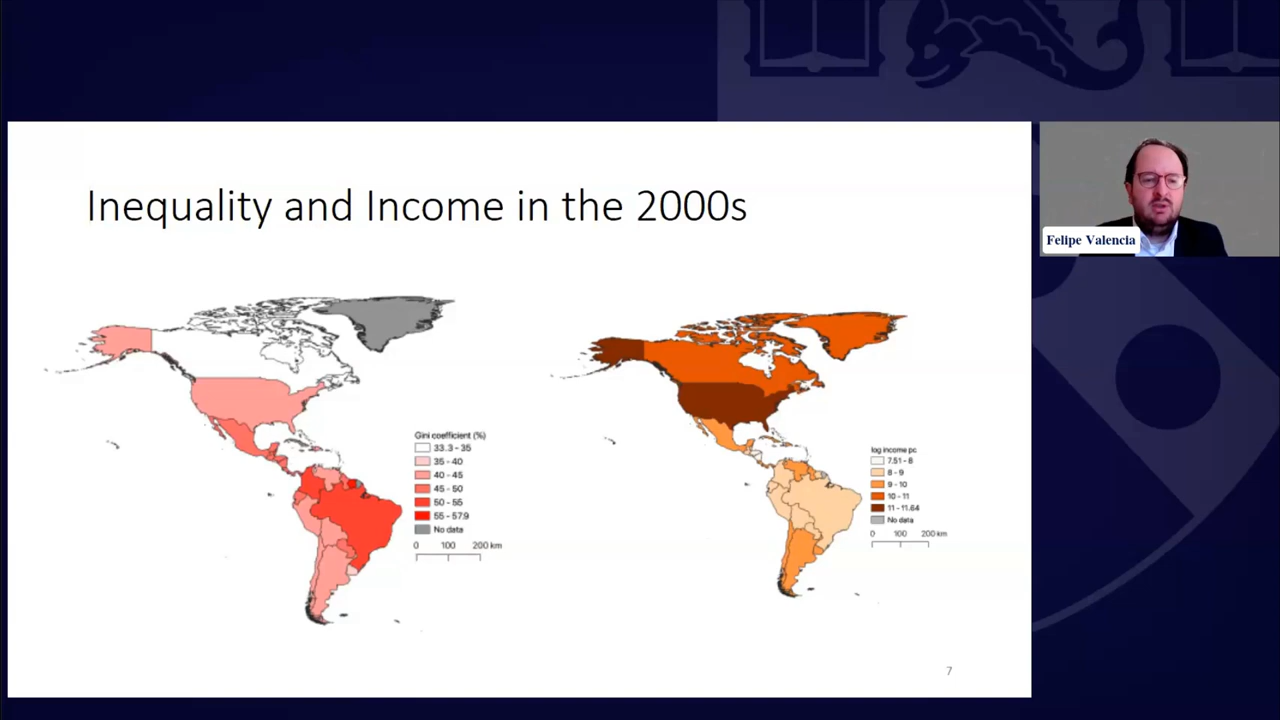 Inequality and Income in the 2000s
Felipe Valencia
Gini coefficient (%)
33.3 - 35
35 - 40
40 - 45
45 - 50
50 - 55
55 - 57.9
No data
0 100 200 km
log income pc
7.51 - 8
8 - 9
9 - 10
10 - 11
11 - 11.64
No data
0 100 200 km
7